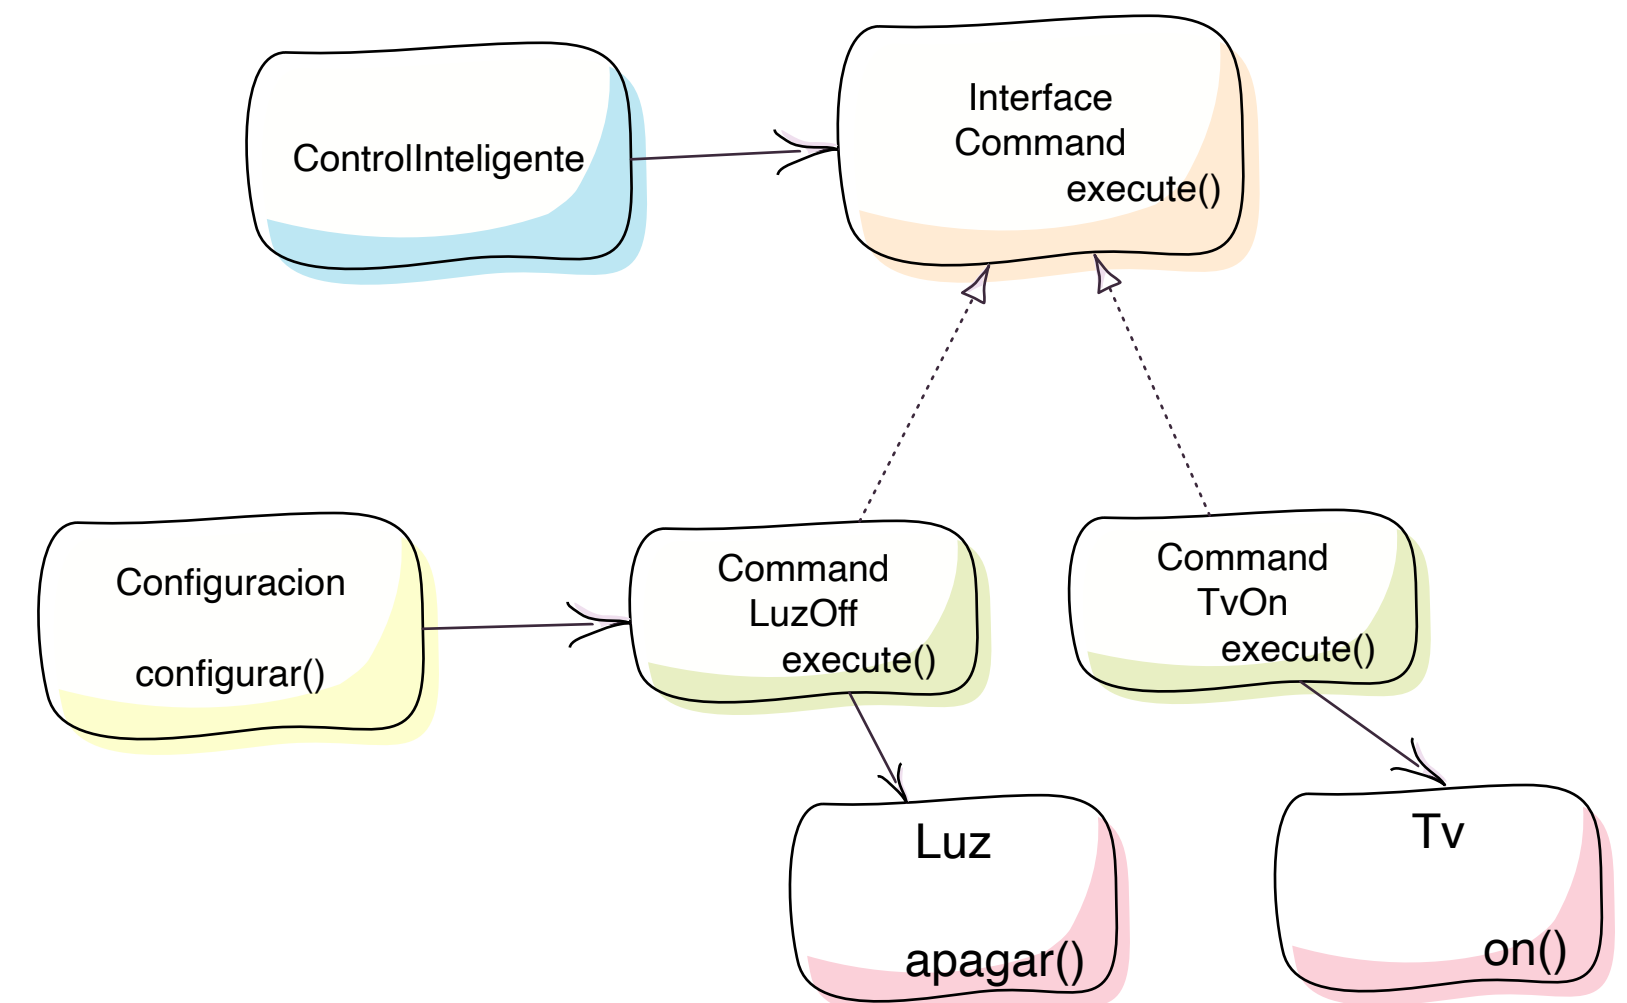 ControlInteligente
Interface
Command
execute()
Configuracion
configurar()
Command
LuzOff
execute()
Command
TvOn
execute()
Luz
apagar()
Tv
on()